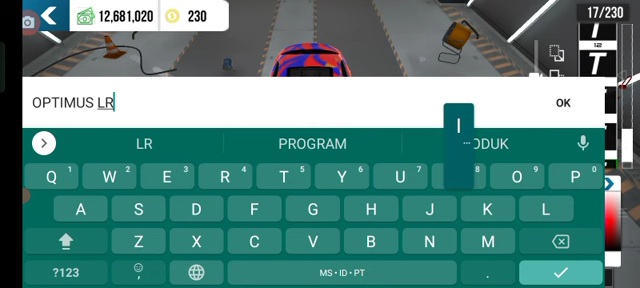 12,681,020 230 17/230
12
T
OPTIMUS LR OK
LR PROGRAM ODUK
I
Q 1 W 2 E 3 R 4 T 5 Y 6 U 7 8 O 9 P 0
A S D F G H J K L
Z X C V B N M
?123 , MS • ID • PT .